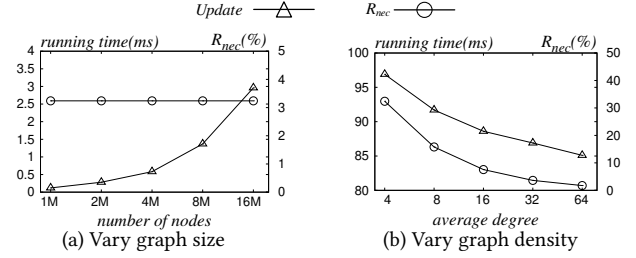 Update R_nec
running time(ms) R_nec(%)
4 5
3.5
3 4
2.5 3
2
1.5 2
1
0.5 1
0 0
1M 2M 4M 8M 16M
number of nodes
(a) Vary graph size
running time(ms) R_nec(%)
100 50
95 40
90 30
20
85 10
80 0
4 8 16 32 64
average degree
(b) Vary graph density